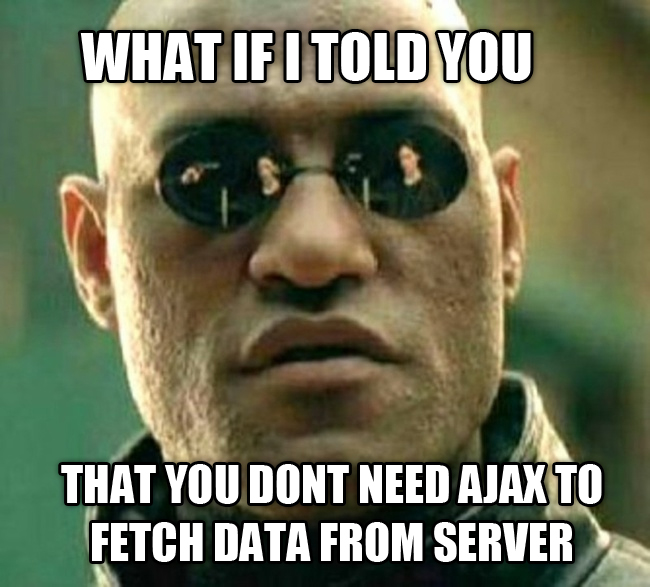 WHAT IF I TOLD YOU
THAT YOU DONT NEED AJAX TO
FETCH DATA FROM SERVER